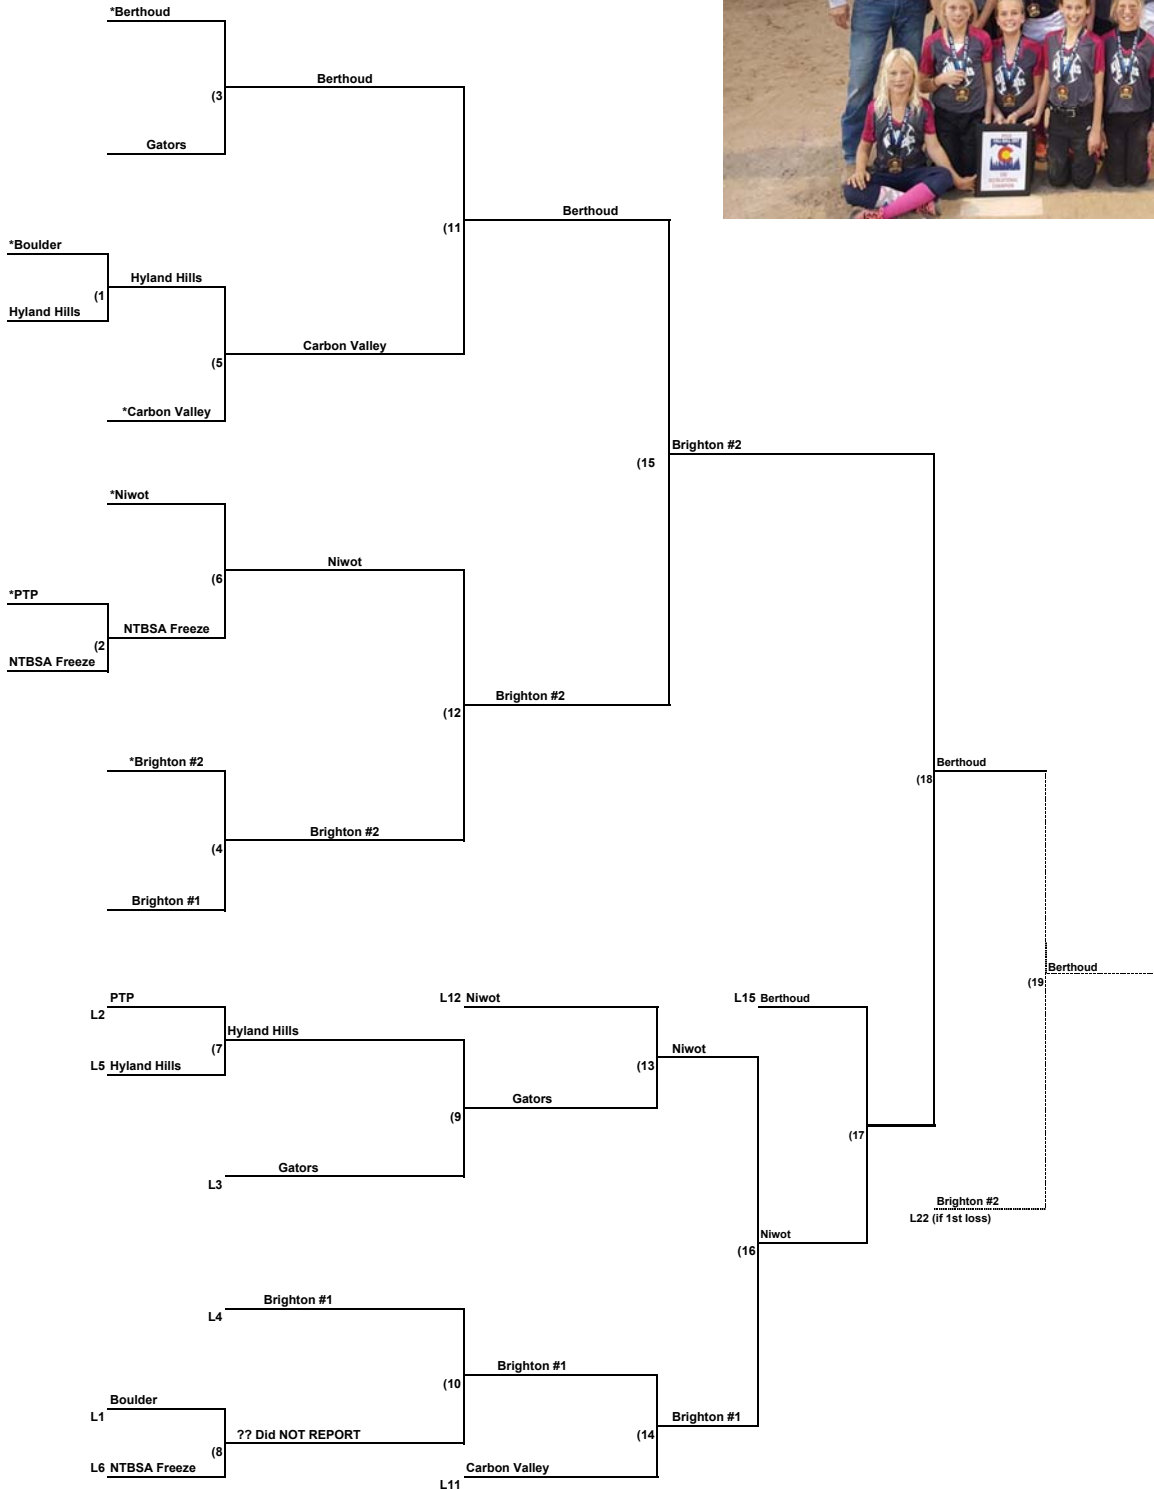 *Berthoud
Berthoud
(3
Gators
Berthoud
(11
*Boulder
Hyland Hills
(1
Hyland Hills
Carbon Valley
(5
*Carbon Valley
Brighton #2
(15
*Niwot
Niwot
(6
*PTP
NTBSA Freeze
(2
NTBSA Freeze
Brighton #2
(12
*Brighton #2
Berthoud
(18
Brighton #2
(4
Brighton #1
Berthoud
(19
PTP
L2
L12 Niwot
L15 Berthoud
Hyland Hills
(7
Niwot
(13
L5 Hyland Hills
Gators
(9
(17
Gators
L3
Brighton #2
L22 (if 1st loss)
Niwot
(16
Brighton #1
L4
Brighton #1
(10
Boulder
L1
Brighton #1
(14
?? Did NOT REPORT
(8
L6 NTBSA Freeze
Carbon Valley
L11